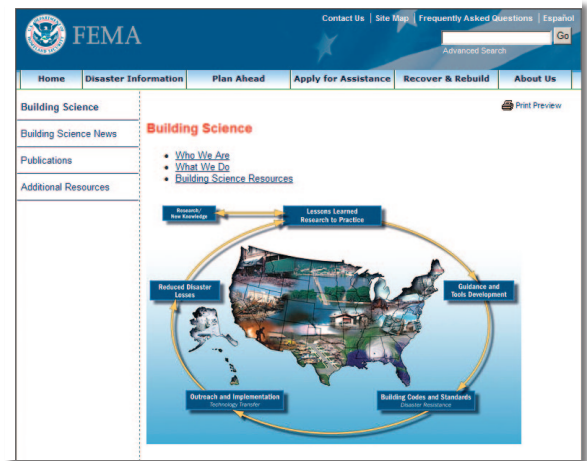 Contact Us | Site Map | Frequently Asked Questions | Español
FEMA
Go
Advanced Search
Home Disaster Information Plan Ahead Apply for Assistance Recover & Rebuild About Us
Building Science
Building Science News
Publications
Additional Resources
Print Preview
Building Science
• Who We Are
• What We Do
• Building Science Resources
Research/
New Knowledge
Lessons Learned
Research to Practice
Reduced Disaster
Losses
Guidance and
Tools Development
Outreach and Implementation
Technology Transfer
Building Codes and Standards
Disaster Resistance